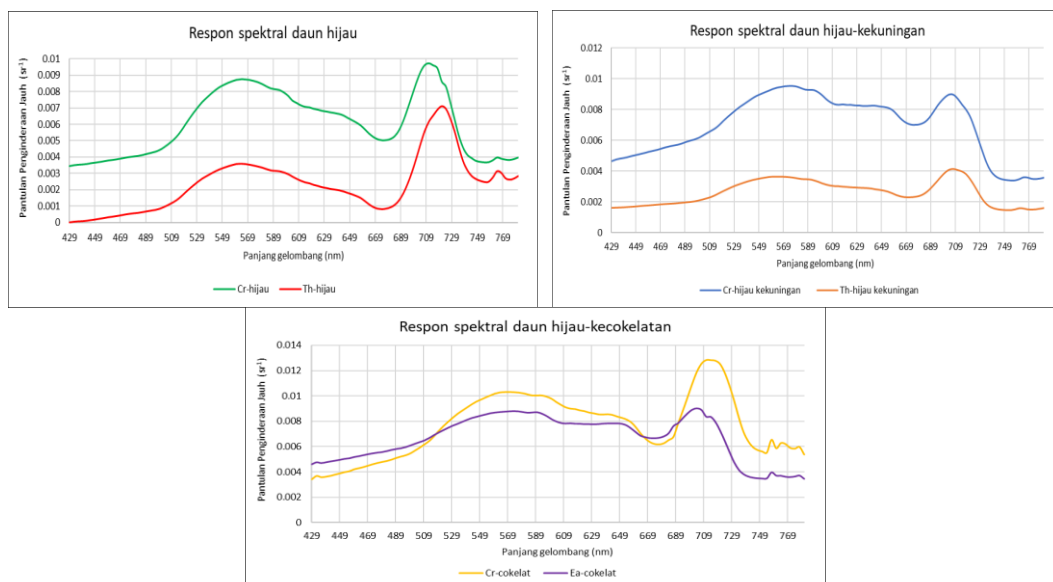 Respon spektral daun hijau
Pantulan Penginderaan Jauh (sr⁻¹)
0.01
0.009
0.008
0.007
0.006
0.005
0.004
0.003
0.002
0.001
0
429 449 469 489 509 529 549 569 589 609 629 649 669 689 709 729 749 769
Panjang gelombang (nm)
Cr-hijau Th-hijau
Respon spektral daun hijau-kekuningan
Pantulan Penginderaan Jauh (sr⁻¹)
0.012
0.01
0.008
0.006
0.004
0.002
0
429 449 469 489 509 529 549 569 589 609 629 649 669 689 709 729 749 769
Panjang gelombang (nm)
Cr-hijau kekuningan Th-hijau kekuningan
Respon spektral daun hijau-kecokelatan
Pantulan Penginderaan Jauh (sr⁻¹)
0.014
0.012
0.01
0.008
0.006
0.004
0.002
0
429 449 469 489 509 529 549 569 589 609 629 649 669 689 709 729 749 769
Panjang gelombang (nm)
Cr-cokelat Ea-cokelat